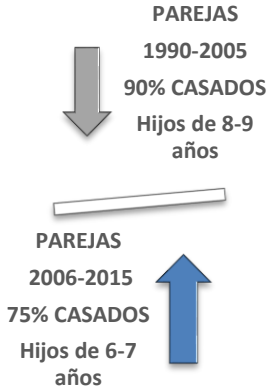 PAREJAS
1990-2005
90% CASADOS
Hijos de 8-9
años
PAREJAS
2006-2015
75% CASADOS
Hijos de 6-7
años